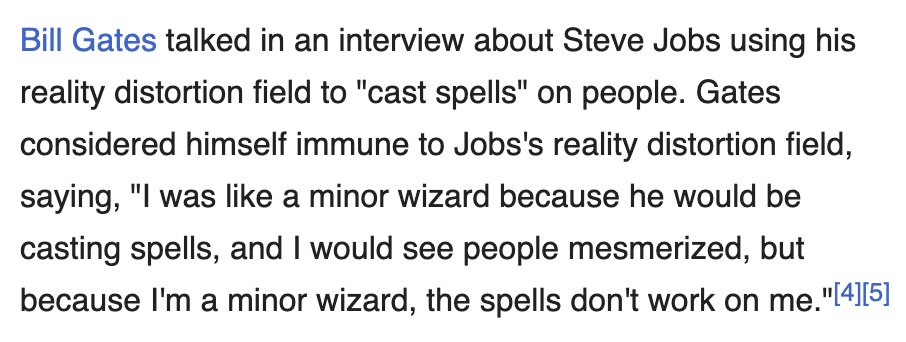 Bill Gates talked in an interview about Steve Jobs using his
reality distortion field to "cast spells" on people. Gates
considered himself immune to Jobs's reality distortion field,
saying, "I was like a minor wizard because he would be
casting spells, and I would see people mesmerized, but
because I'm a minor wizard, the spells don't work on me."[4][5]